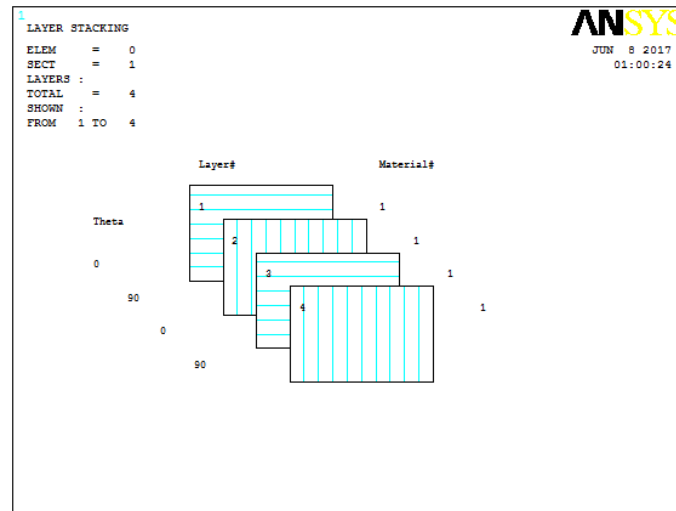 1
ANSYS
LAYER STACKING
ELEM = 0
SECT = 1
LAYERS :
TOTAL = 4
SHOWN :
FROM 1 TO 4
JUN 8 2017
01:00:24
Layer# Material#
1 1
Theta
2 1
0 3 1
90 4 1
0
90